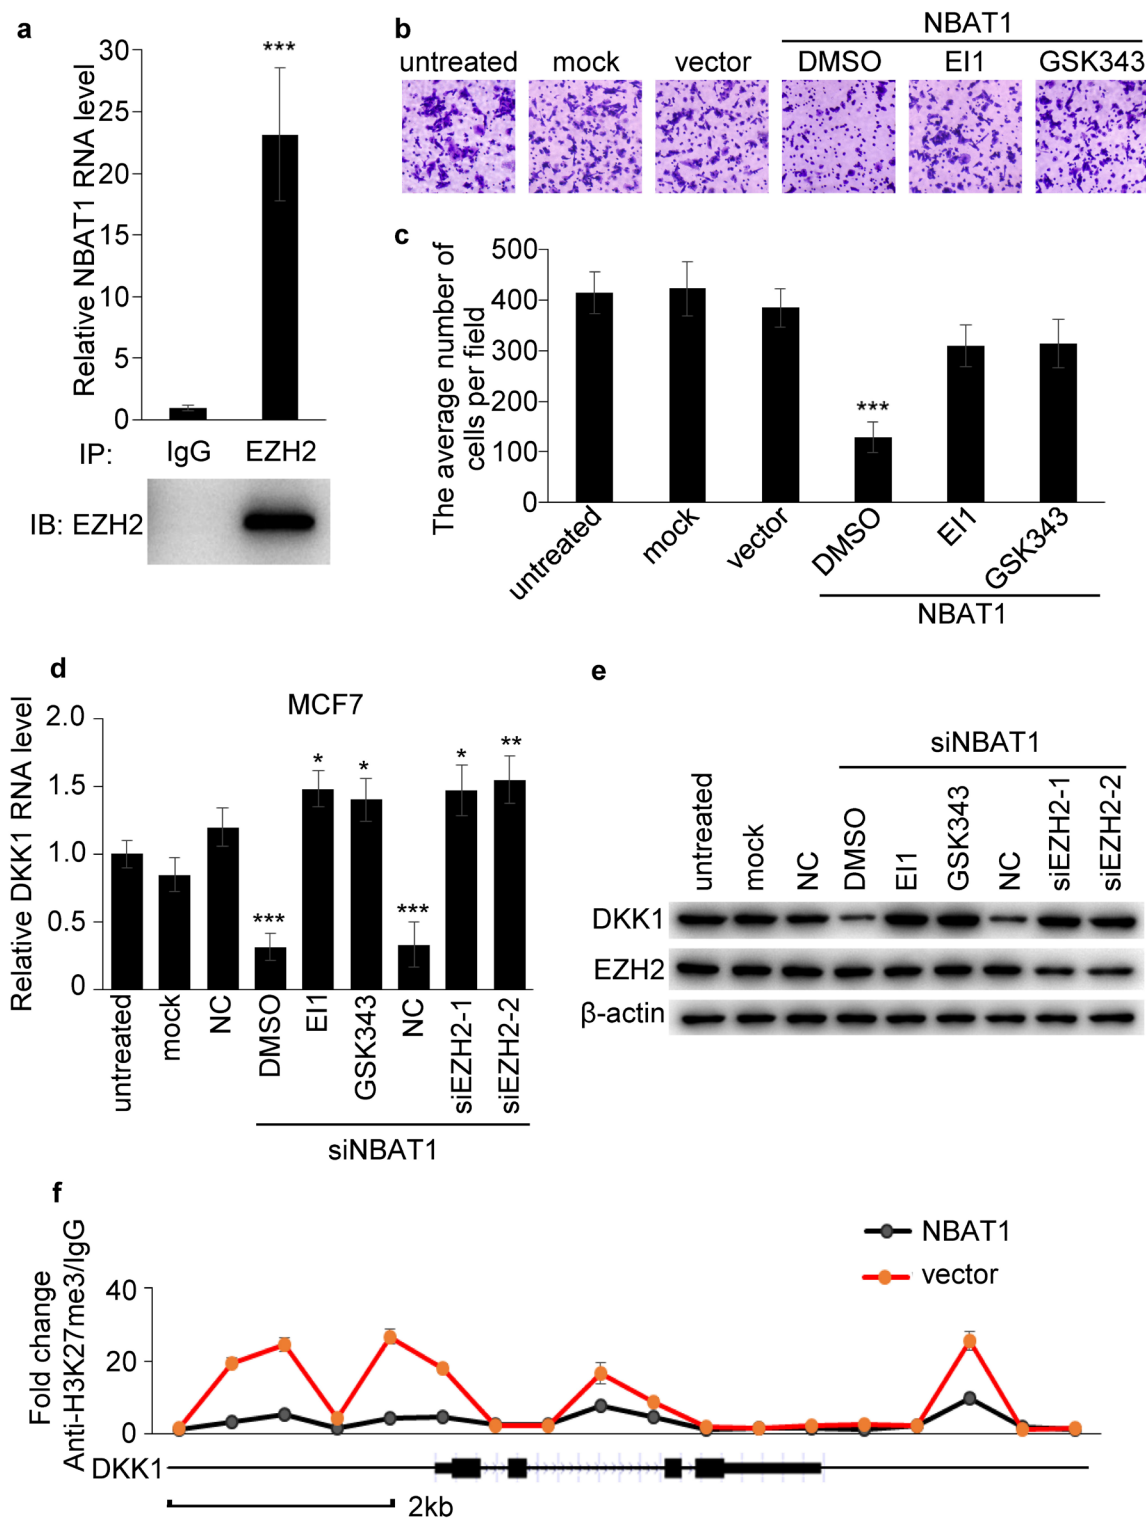 a
Relative NBAT1 RNA level
30
25
20
15
10
5
0
***
IP: IgG EZH2
IB: EZH2
b
NBAT1
untreated mock vector DMSO EI1 GSK343
c
The average number of
cells per field
500
400
300
200
100
0
***
untreated mock vector DMSO EI1 GSK343
NBAT1
d
MCF7
Relative DKK1 RNA level
2.0
1.5
1.0
0.5
0
*** * * *** * **
untreated mock NC DMSO EI1 GSK343 NC siEZH2-1 siEZH2-2
siNBAT1
e
siNBAT1
untreated mock NC DMSO EI1 GSK343 NC siEZH2-1 siEZH2-2
DKK1
EZH2
β-actin
f
NBAT1
vector
Fold change
Anti-H3K27me3/IgG
40
20
0
DKK1
2kb